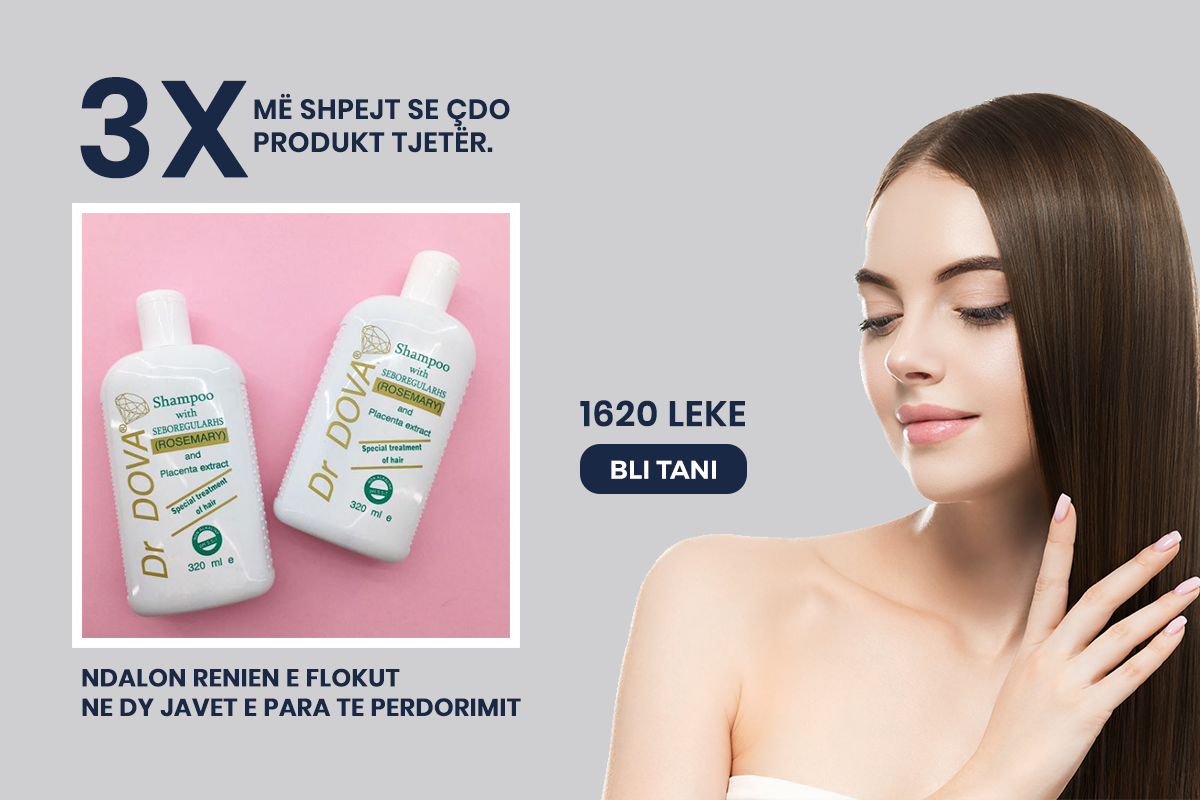 3X
MË SHPEJT SE ÇDO
PRODUKT TJETËR.
Dr DOVA®
Shampoo
with
SEBOREGULARHS
(ROSEMARY)
and
Placenta extract
Special treatment
of hair
320 ml e
Dr DOVA®
Shampoo
with
SEBOREGULARHS
(ROSEMARY)
and
Placenta extract
Special treatment
of hair
320 ml e
1620 LEKE
BLI TANI
NDALON RENIEN E FLOKUT
NE DY JAVET E PARA TE PERDORIMIT